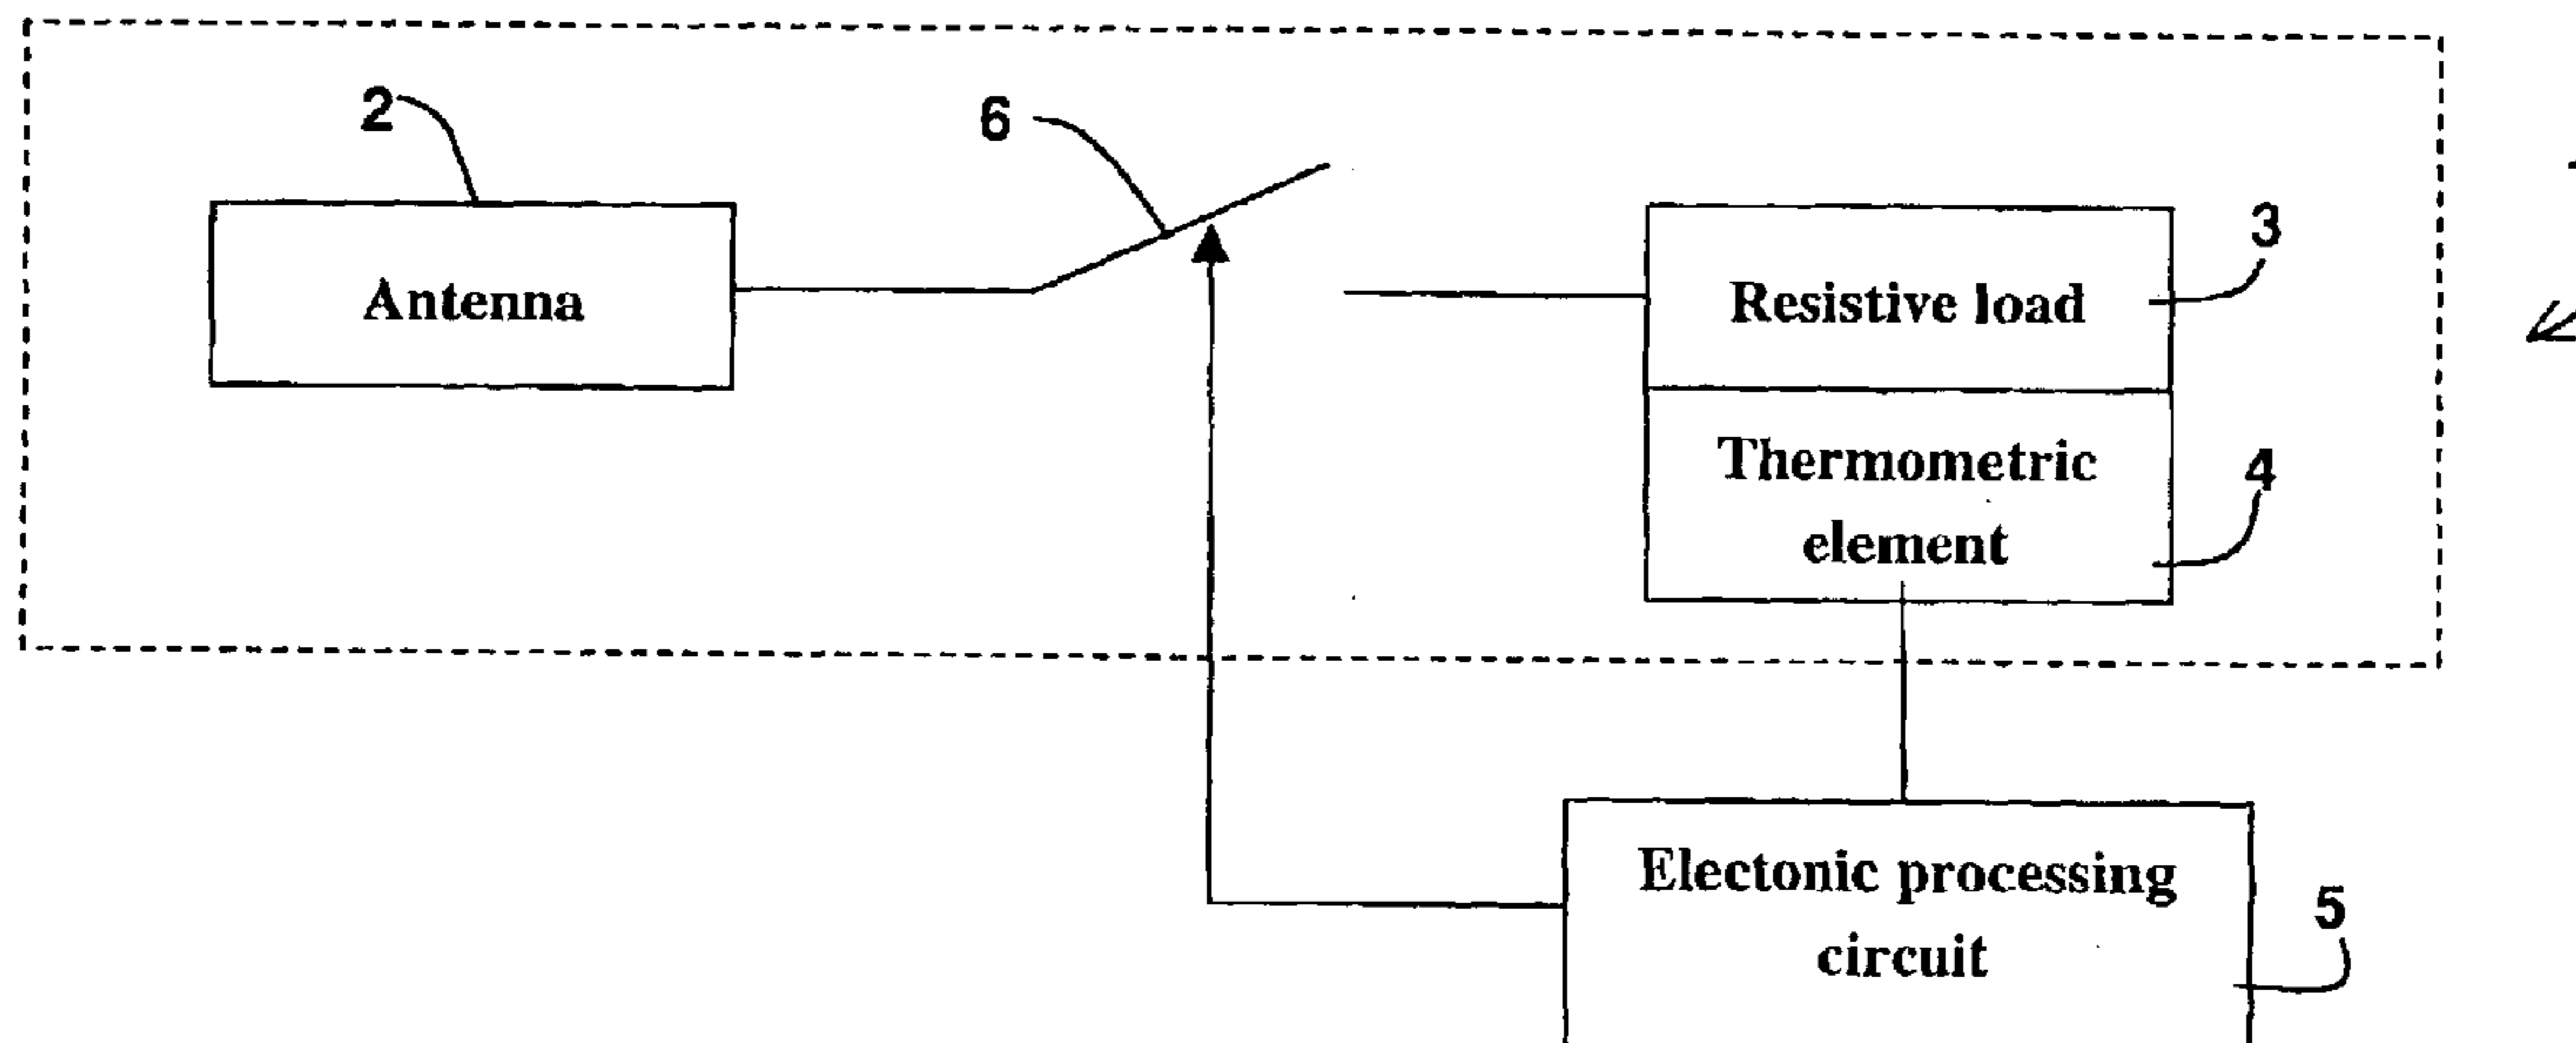 2
6
3
Antenna
Resistive load
4
Thermometric
element
Electonic processing
5
circuit